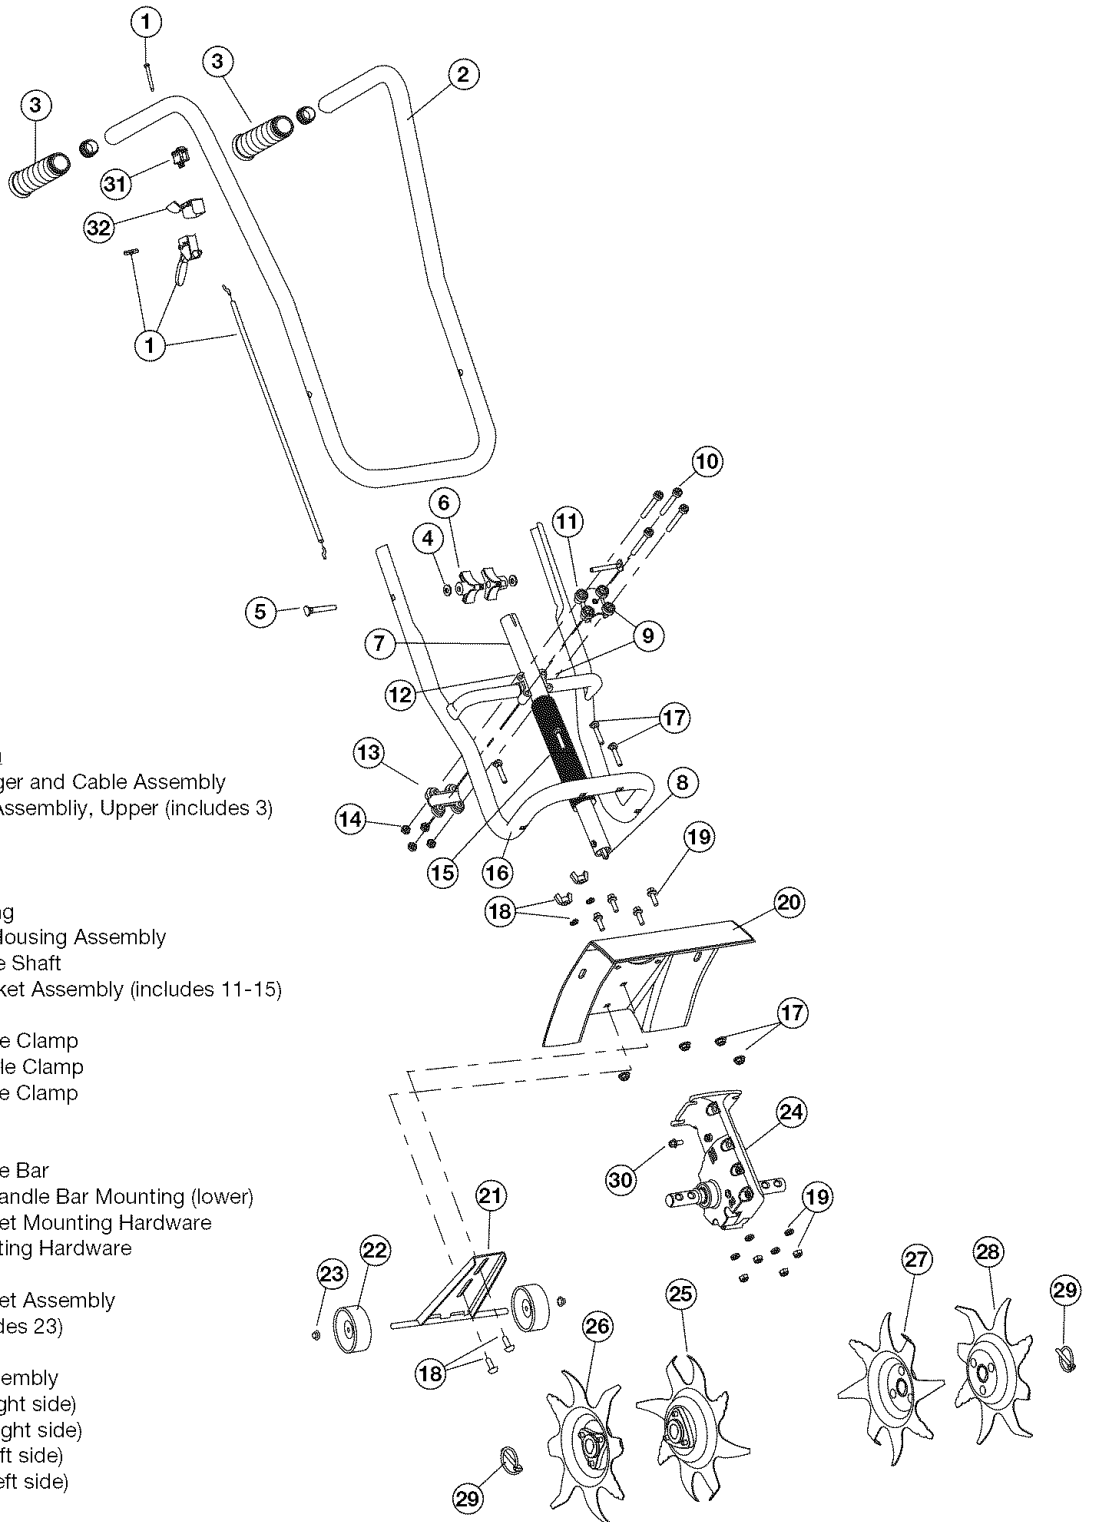 1
3
2
3
31
32
1
10
6
11
4
5
7
9
12
17
13
ger and Cable Assembly
8
Assembliy, Upper (includes 3)
14
19
15
16
20
18
g
Housing Assembly
e Shaft
ket Assembly (includes 11-15)
17
e Clamp
le Clamp
e Clamp
24
30
e Bar
andle Bar Mounting (lower)
21
19
et Mounting Hardware
ting Hardware
22
27
28
23
29
25
et Assembly
26
des 23)
18
embly
ght side)
ght side)
ft side)
eft side)
29